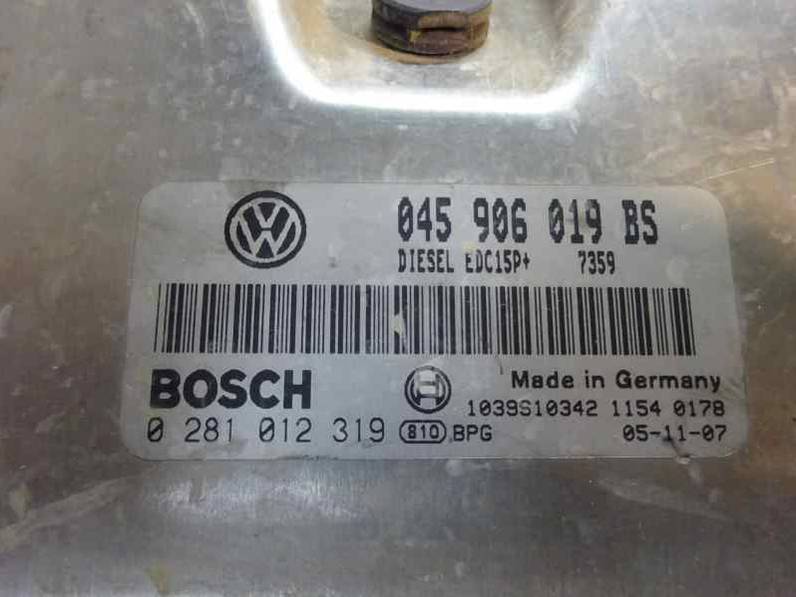 045 906 019 BS
DIESEL EDC15P+ 7359
BOSCH
Made in Germany
1039S10342 1154 0178
0 281 012 319 810 BPG 05-11-07